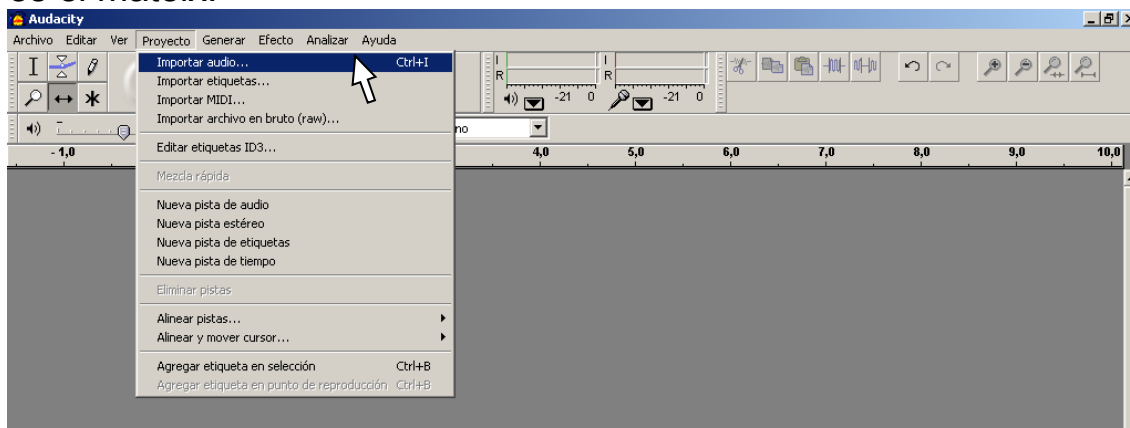 Audacity
Archivo Editar Ver Proyecto Generar Efecto Analizar Ayuda
Importar audio... Ctrl+I
Importar etiquetas...
Importar MIDI...
Importar archivo en bruto (raw)...
Editar etiquetas ID3...
Mezcla rápida
Nueva pista de audio
Nueva pista estéreo
Nueva pista de etiquetas
Nueva pista de tiempo
Eliminar pistas
Alinear pistas...
Alinear y mover cursor...
Agregar etiqueta en selección Ctrl+B
Agregar etiqueta en punto de reproducción Ctrl+B
I I
R R
-21 0 -21 0
no
- 1,0 4,0 5,0 6,0 7,0 8,0 9,0 10,0